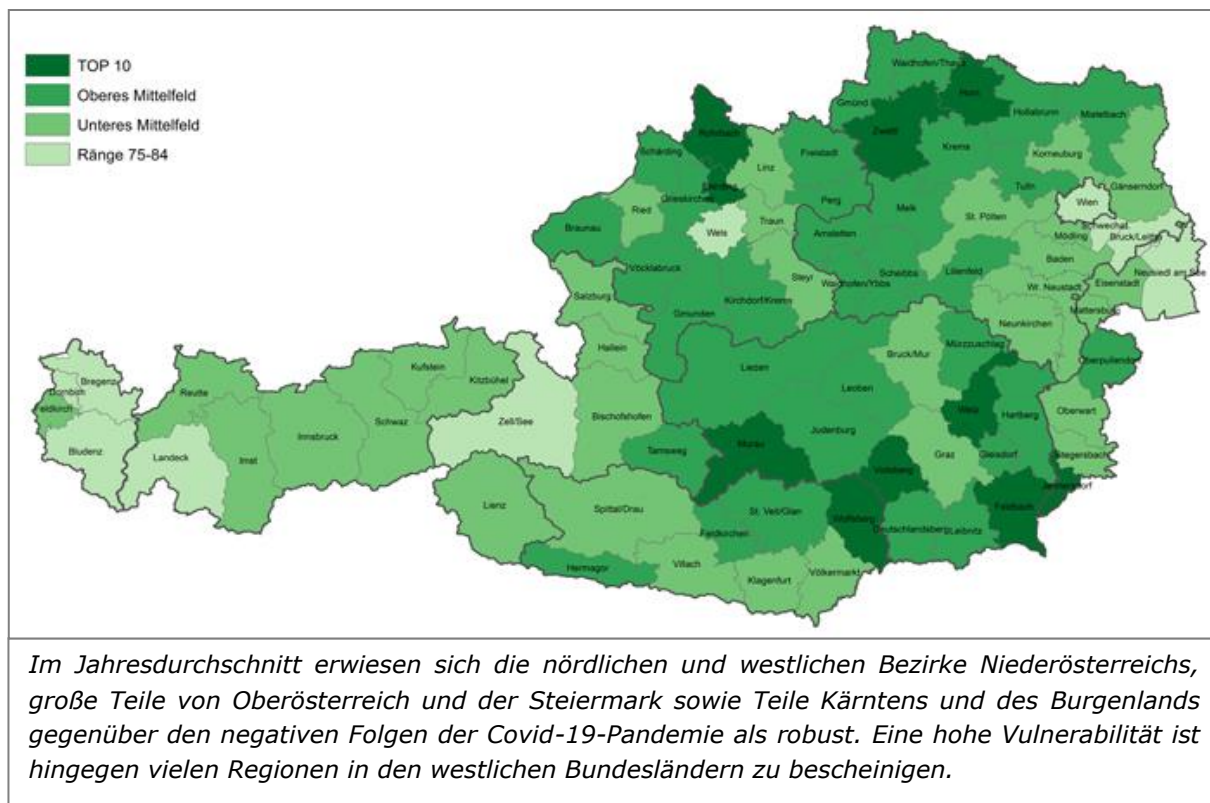 TOP 10
Oberes Mittelfeld
Unteres Mittelfeld
Ränge 75-84
Waidhofen/Thaya
Gmünd
Horn
Hollabrunn
Mistelbach
Zwettl
Krems
Korneuburg
Rohrbach
Schärding
Freistadt
Linz
Grieskirchen
Tulln
Gänserndorf
Wien
Perg
Melk
St. Pölten
Ried
Traun
Wels
Schwechat
Braunau
Amstetten
Mödling
Bruck/Leitha
Baden
Vöcklabruck
Steyr
Scheibbs
Lilienfeld
Neusiedl am See
Waidhofen/Ybbs
Eisenstadt
Salzburg
Kirchdorf/Krems
Wr. Neustadt
Gmunden
Mattersburg
Neunkirchen
Hallein
Bruck/Mur
Mürzzuschlag
Kufstein
Liezen
Oberpullendorf
Bregenz
Kitzbühel
Leoben
Dornbirn
Reutte
Feldkirch
Schwaz
Bischofshofen
Weiz
Hartberg
Oberwart
Zell/See
Innsbruck
Judenburg
Murau
Bludenz
Landeck
Imst
Tamsweg
Graz
Gleisdorf
Voitsberg
Lienz
Spittal/Drau
St. Veit/Glan
Wolfsberg
Feldbach
Feldkirchen
Deutschlandsberg
Leibnitz
Hermagor
Villach
Völkermarkt
Klagenfurt
Im Jahresdurchschnitt erwiesen sich die nördlichen und westlichen Bezirke Niederösterreichs,
große Teile von Oberösterreich und der Steiermark sowie Teile Kärntens und des Burgenlands
gegenüber den negativen Folgen der Covid-19-Pandemie als robust. Eine hohe Vulnerabilität ist
hingegen vielen Regionen in den westlichen Bundesländern zu bescheinigen.